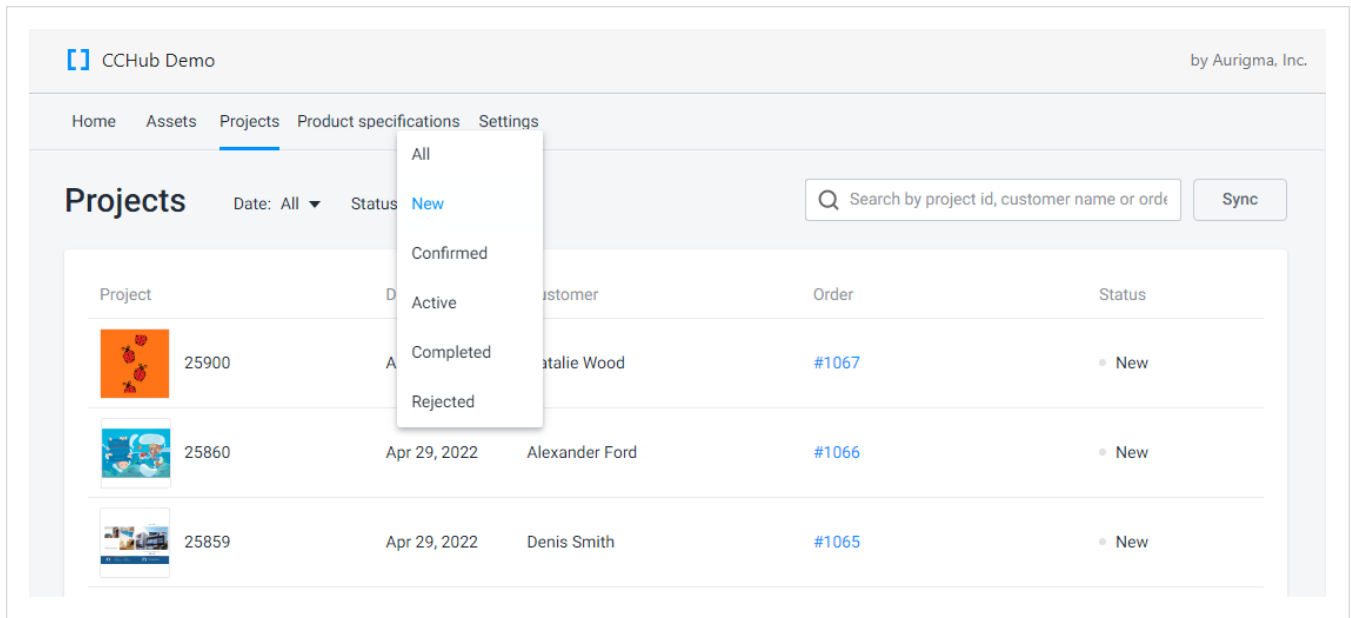 CCHub Demo
by Aurigma, Inc.
Home Assets Projects Product specifications Settings
Projects
Date: All
Status
All
New
Confirmed
Active
Completed
Rejected
Search by project id, customer name or orde
Sync
Project D ustomer Order Status
25900 A atalie Wood #1067 New
25860 Apr 29, 2022 Alexander Ford #1066 New
25859 Apr 29, 2022 Denis Smith #1065 New